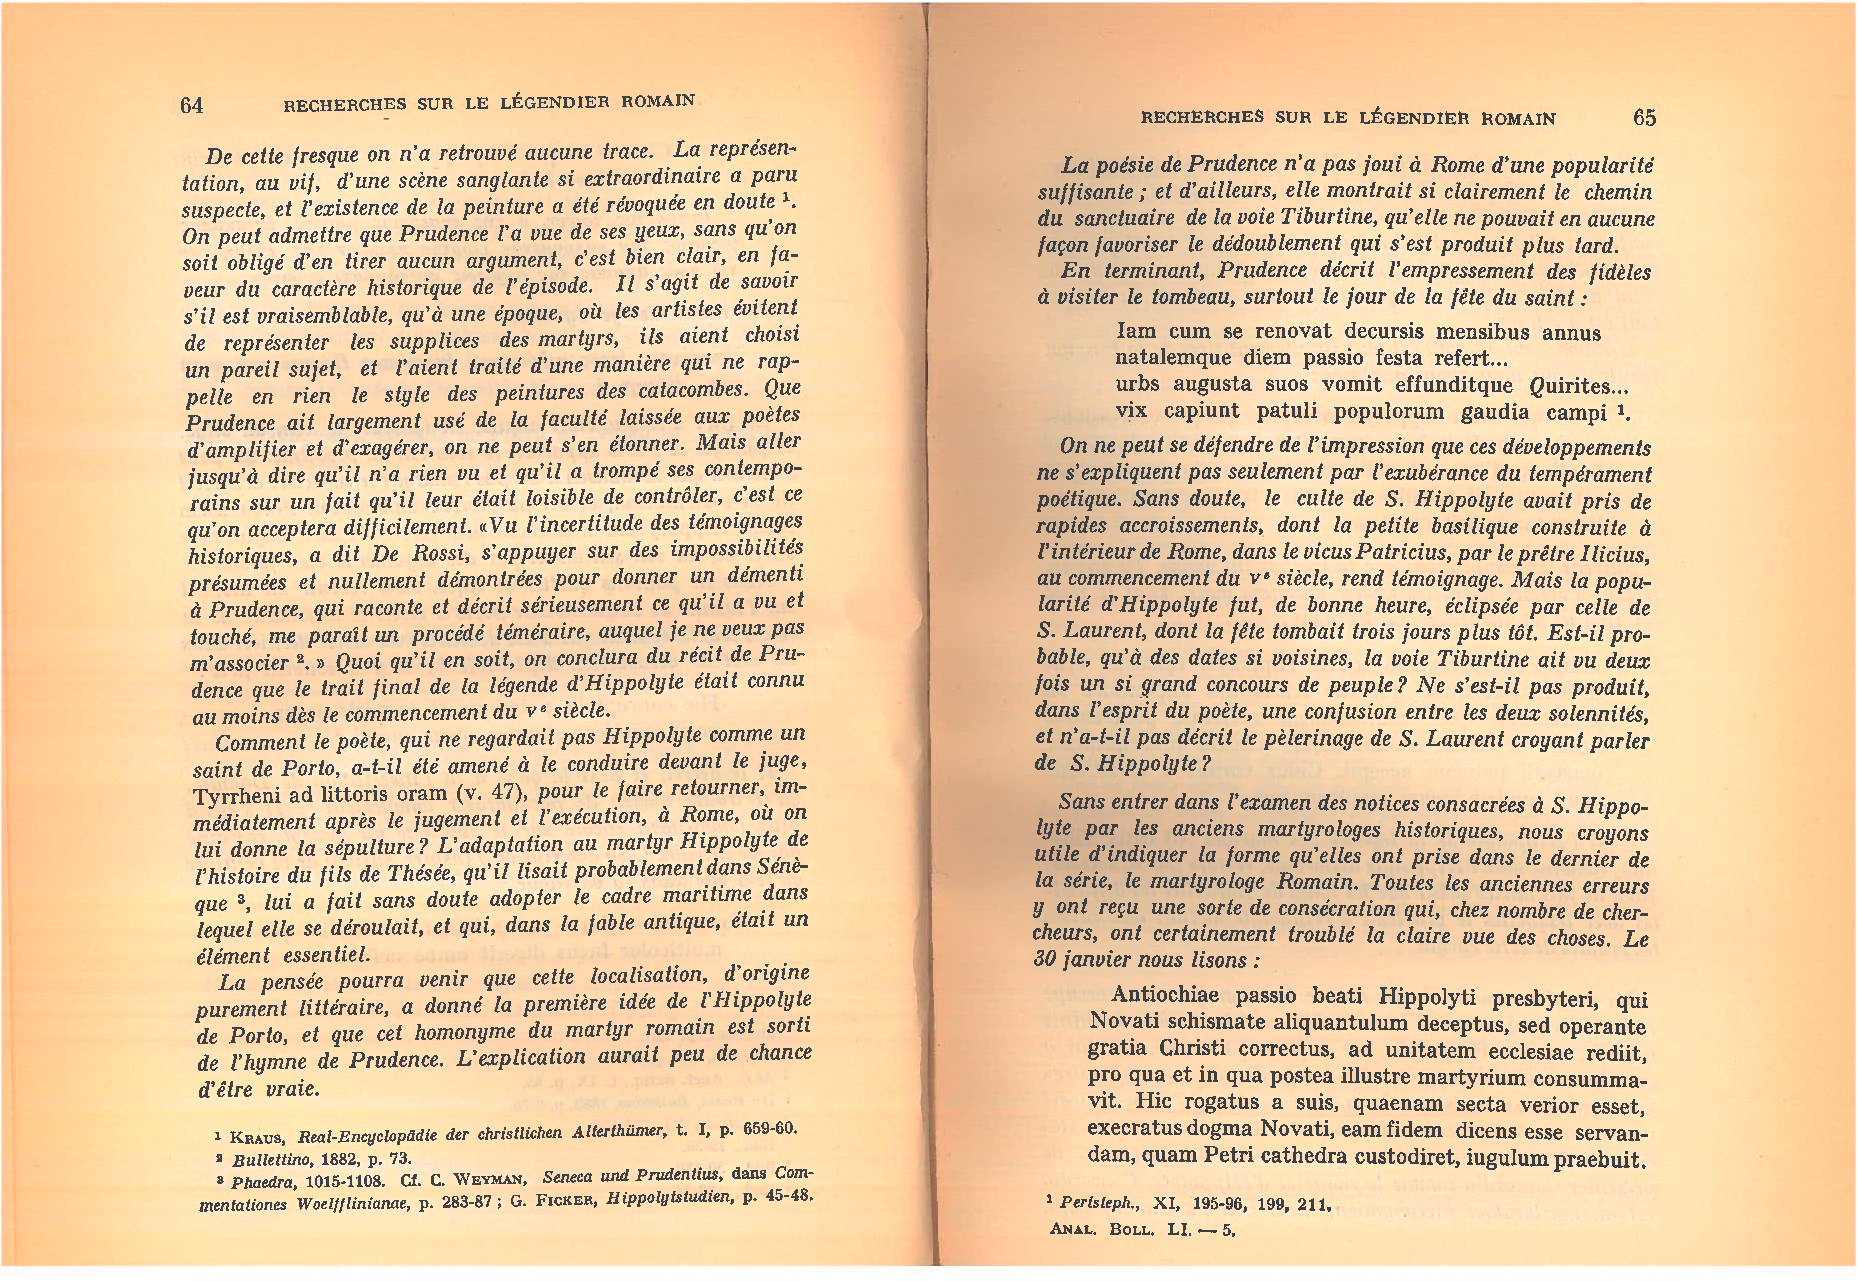 64 RECHERCHES SUR LE LÉGENDIER ROMAIN
De cette fresque on n'a retrouvé aucune trace. La représen-
tation, au vif, d'une scène sanglante si extraordinaire a paru
suspecte, et l'existence de la peinture a été révoquée en doute ¹.
On peut admettre que Prudence l'a vue de ses yeux, sans qu'on
soit obligé d'en tirer aucun argument, c'est bien clair, en fa-
veur du caractère historique de l'épisode. Il s'agit de savoir
s'il est vraisemblable, qu'à une époque, où les artistes évitent
de représenter les supplices des martyrs, ils aient choisi
un pareil sujet, et l'aient traité d'une manière qui ne rap-
pelle en rien le style des peintures des catacombes. Que
Prudence ait largement usé de la faculté laissée aux poètes
d'amplifier et d'exagérer, on ne peut s'en étonner. Mais aller
jusqu'à dire qu'il n'a rien vu et qu'il a trompé ses contempo-
rains sur un fait qu'il leur était loisible de contrôler, c'est ce
qu'on acceptera difficilement. «Vu l'incertitude des témoignages
historiques, a dit De Rossi, s'appuyer sur des impossibilités
présumées et nullement démontrées pour donner un démenti
à Prudence, qui raconte et décrit sérieusement ce qu'il a vu et
touché, me paraît un procédé téméraire, auquel je ne veux pas
m'associer ². » Quoi qu'il en soit, on conclura du récit de Pru-
dence que le trait final de la légende d'Hippolyte était connu
au moins dès le commencement du vᵉ siècle.
Comment le poète, qui ne regardait pas Hippolyte comme un
saint de Porto, a-t-il été amené à le conduire devant le juge,
Tyrrheni ad littoris oram (v. 47), pour le faire retourner, im-
médiatement après le jugement et l'exécution, à Rome, où on
lui donne la sépulture ? L'adaptation au martyr Hippolyte de
l'histoire du fils de Thésée, qu'il lisait probablement dans Sénè-
que ³, lui a fait sans doute adopter le cadre maritime dans
lequel elle se déroulait, et qui, dans la fable antique, était un
élément essentiel.
La pensée pourra venir que cette localisation, d'origine
purement littéraire, a donné la première idée de l'Hippolyte
de Porto, et que cet homonyme du martyr romain est sorti
de l'hymne de Prudence. L'explication aurait peu de chance
d'être vraie.
¹ KRAUS, Real-Encyclopädie der christlichen Alterthümer, t. I, p. 659-60.
² Bullettino, 1882, p. 73.
³ Phaedra, 1015-1108. Cf. C. WEYMAN, Seneca und Prudentius, dans Com-
mentationes Woelfflinianae, p. 283-87 ; G. FICKER, Hippolytstudien, p. 45-48.
RECHERCHES SUR LE LÉGENDIER ROMAIN 65
La poésie de Prudence n'a pas joui à Rome d'une popularité
suffisante ; et d'ailleurs, elle montrait si clairement le chemin
du sanctuaire de la voie Tiburtine, qu'elle ne pouvait en aucune
façon favoriser le dédoublement qui s'est produit plus tard.
En terminant, Prudence décrit l'empressement des fidèles
à visiter le tombeau, surtout le jour de la fête du saint :
Iam cum se renovat decursis mensibus annus
natalemque diem passio festa refert...
urbs augusta suos vomit effunditque Quirites...
vix capiunt patuli populorum gaudia campi ¹.
On ne peut se défendre de l'impression que ces développements
ne s'expliquent pas seulement par l'exubérance du tempérament
poétique. Sans doute, le culte de S. Hippolyte avait pris de
rapides accroissements, dont la petite basilique construite à
l'intérieur de Rome, dans le vicus Patricius, par le prêtre Ilicius,
au commencement du vᵉ siècle, rend témoignage. Mais la popu-
larité d'Hippolyte fut, de bonne heure, éclipsée par celle de
S. Laurent, dont la fête tombait trois jours plus tôt. Est-il pro-
bable, qu'à des dates si voisines, la voie Tiburtine ait vu deux
fois un si grand concours de peuple ? Ne s'est-il pas produit,
dans l'esprit du poète, une confusion entre les deux solennités,
et n'a-t-il pas décrit le pèlerinage de S. Laurent croyant parler
de S. Hippolyte ?
Sans entrer dans l'examen des notices consacrées à S. Hippo-
lyte par les anciens martyrologes historiques, nous croyons
utile d'indiquer la forme qu'elles ont prise dans le dernier de
la série, le martyrologe Romain. Toutes les anciennes erreurs
y ont reçu une sorte de consécration qui, chez nombre de cher-
cheurs, ont certainement troublé la claire vue des choses. Le
30 janvier nous lisons :
Antiochiae passio beati Hippolyti presbyteri, qui
Novati schismate aliquantulum deceptus, sed operante
gratia Christi correctus, ad unitatem ecclesiae rediit,
pro qua et in qua postea illustre martyrium consumma-
vit. Hic rogatus a suis, quaenam secta verior esset,
execratus dogma Novati, eam fidem dicens esse servan-
dam, quam Petri cathedra custodiret, iugulum praebuit.
¹ Peristeph., XI, 195-96, 199, 211.
ANAL. BOLL. LI. — 5.